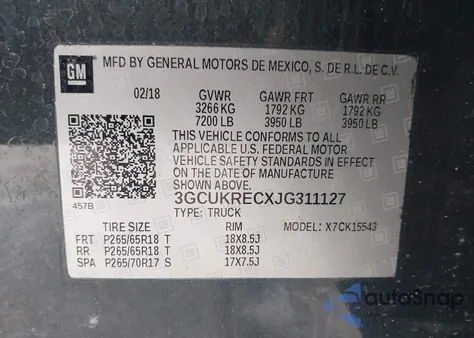 GM
MFD BY GENERAL MOTORS DE MEXICO, S. DE R.L. DE C.V.
02/18 GVWR GAWR FRT GAWR RR
3266 KG 1792 KG 1792 KG
7200 LB 3950 LB 3950 LB
THIS VEHICLE CONFORMS TO ALL
APPLICABLE U.S. FEDERAL MOTOR
VEHICLE SAFETY STANDARDS IN EFFECT
ON THE DATE OF MANUFACTURE
SHOWN ABOVE.
3GCUKRECXJG311127
457B TYPE: TRUCK
TIRE SIZE RIM MODEL: X7CK15543
FRT P265/65R18 T 18X8.5J
RR P265/65R18 T 18X8.5J
SPA P265/70R17 S 17X7.5J
autoSnap